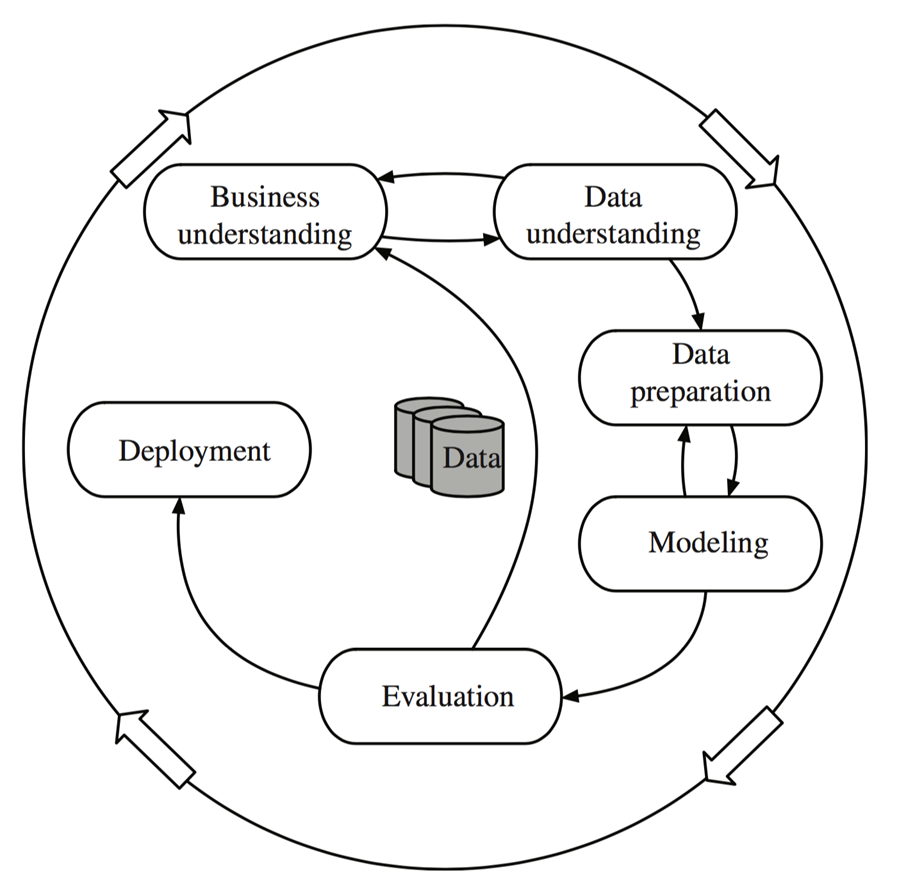 Business
understanding
Data
understanding
Data
preparation
Deployment
Data
Modeling
Evaluation